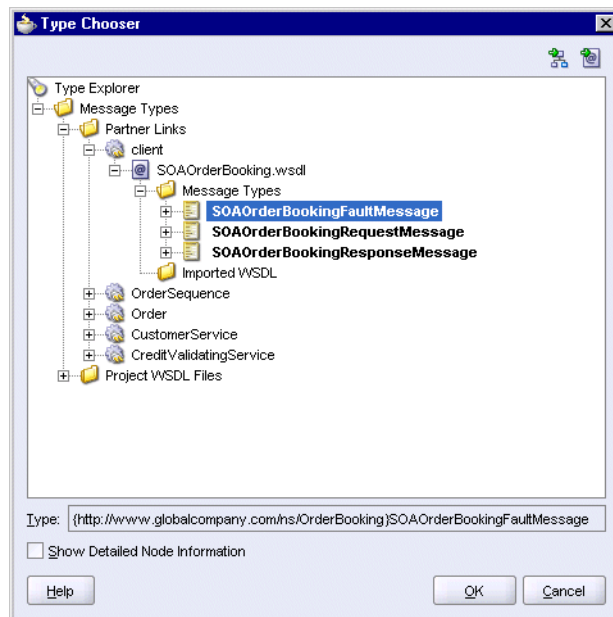 Type Chooser
Type Explorer
Message Types
Partner Links
client
SOAOrderBooking.wsdl
Message Types
SOAOrderBookingFaultMessage
SOAOrderBookingRequestMessage
SOAOrderBookingResponseMessage
Imported WSDL
OrderSequence
Order
CustomerService
CreditValidatingService
Project WSDL Files
Type: {http://www.globalcompany.com/ns/OrderBooking}SOAOrderBookingFaultMessage
Show Detailed Node Information
Help OK Cancel